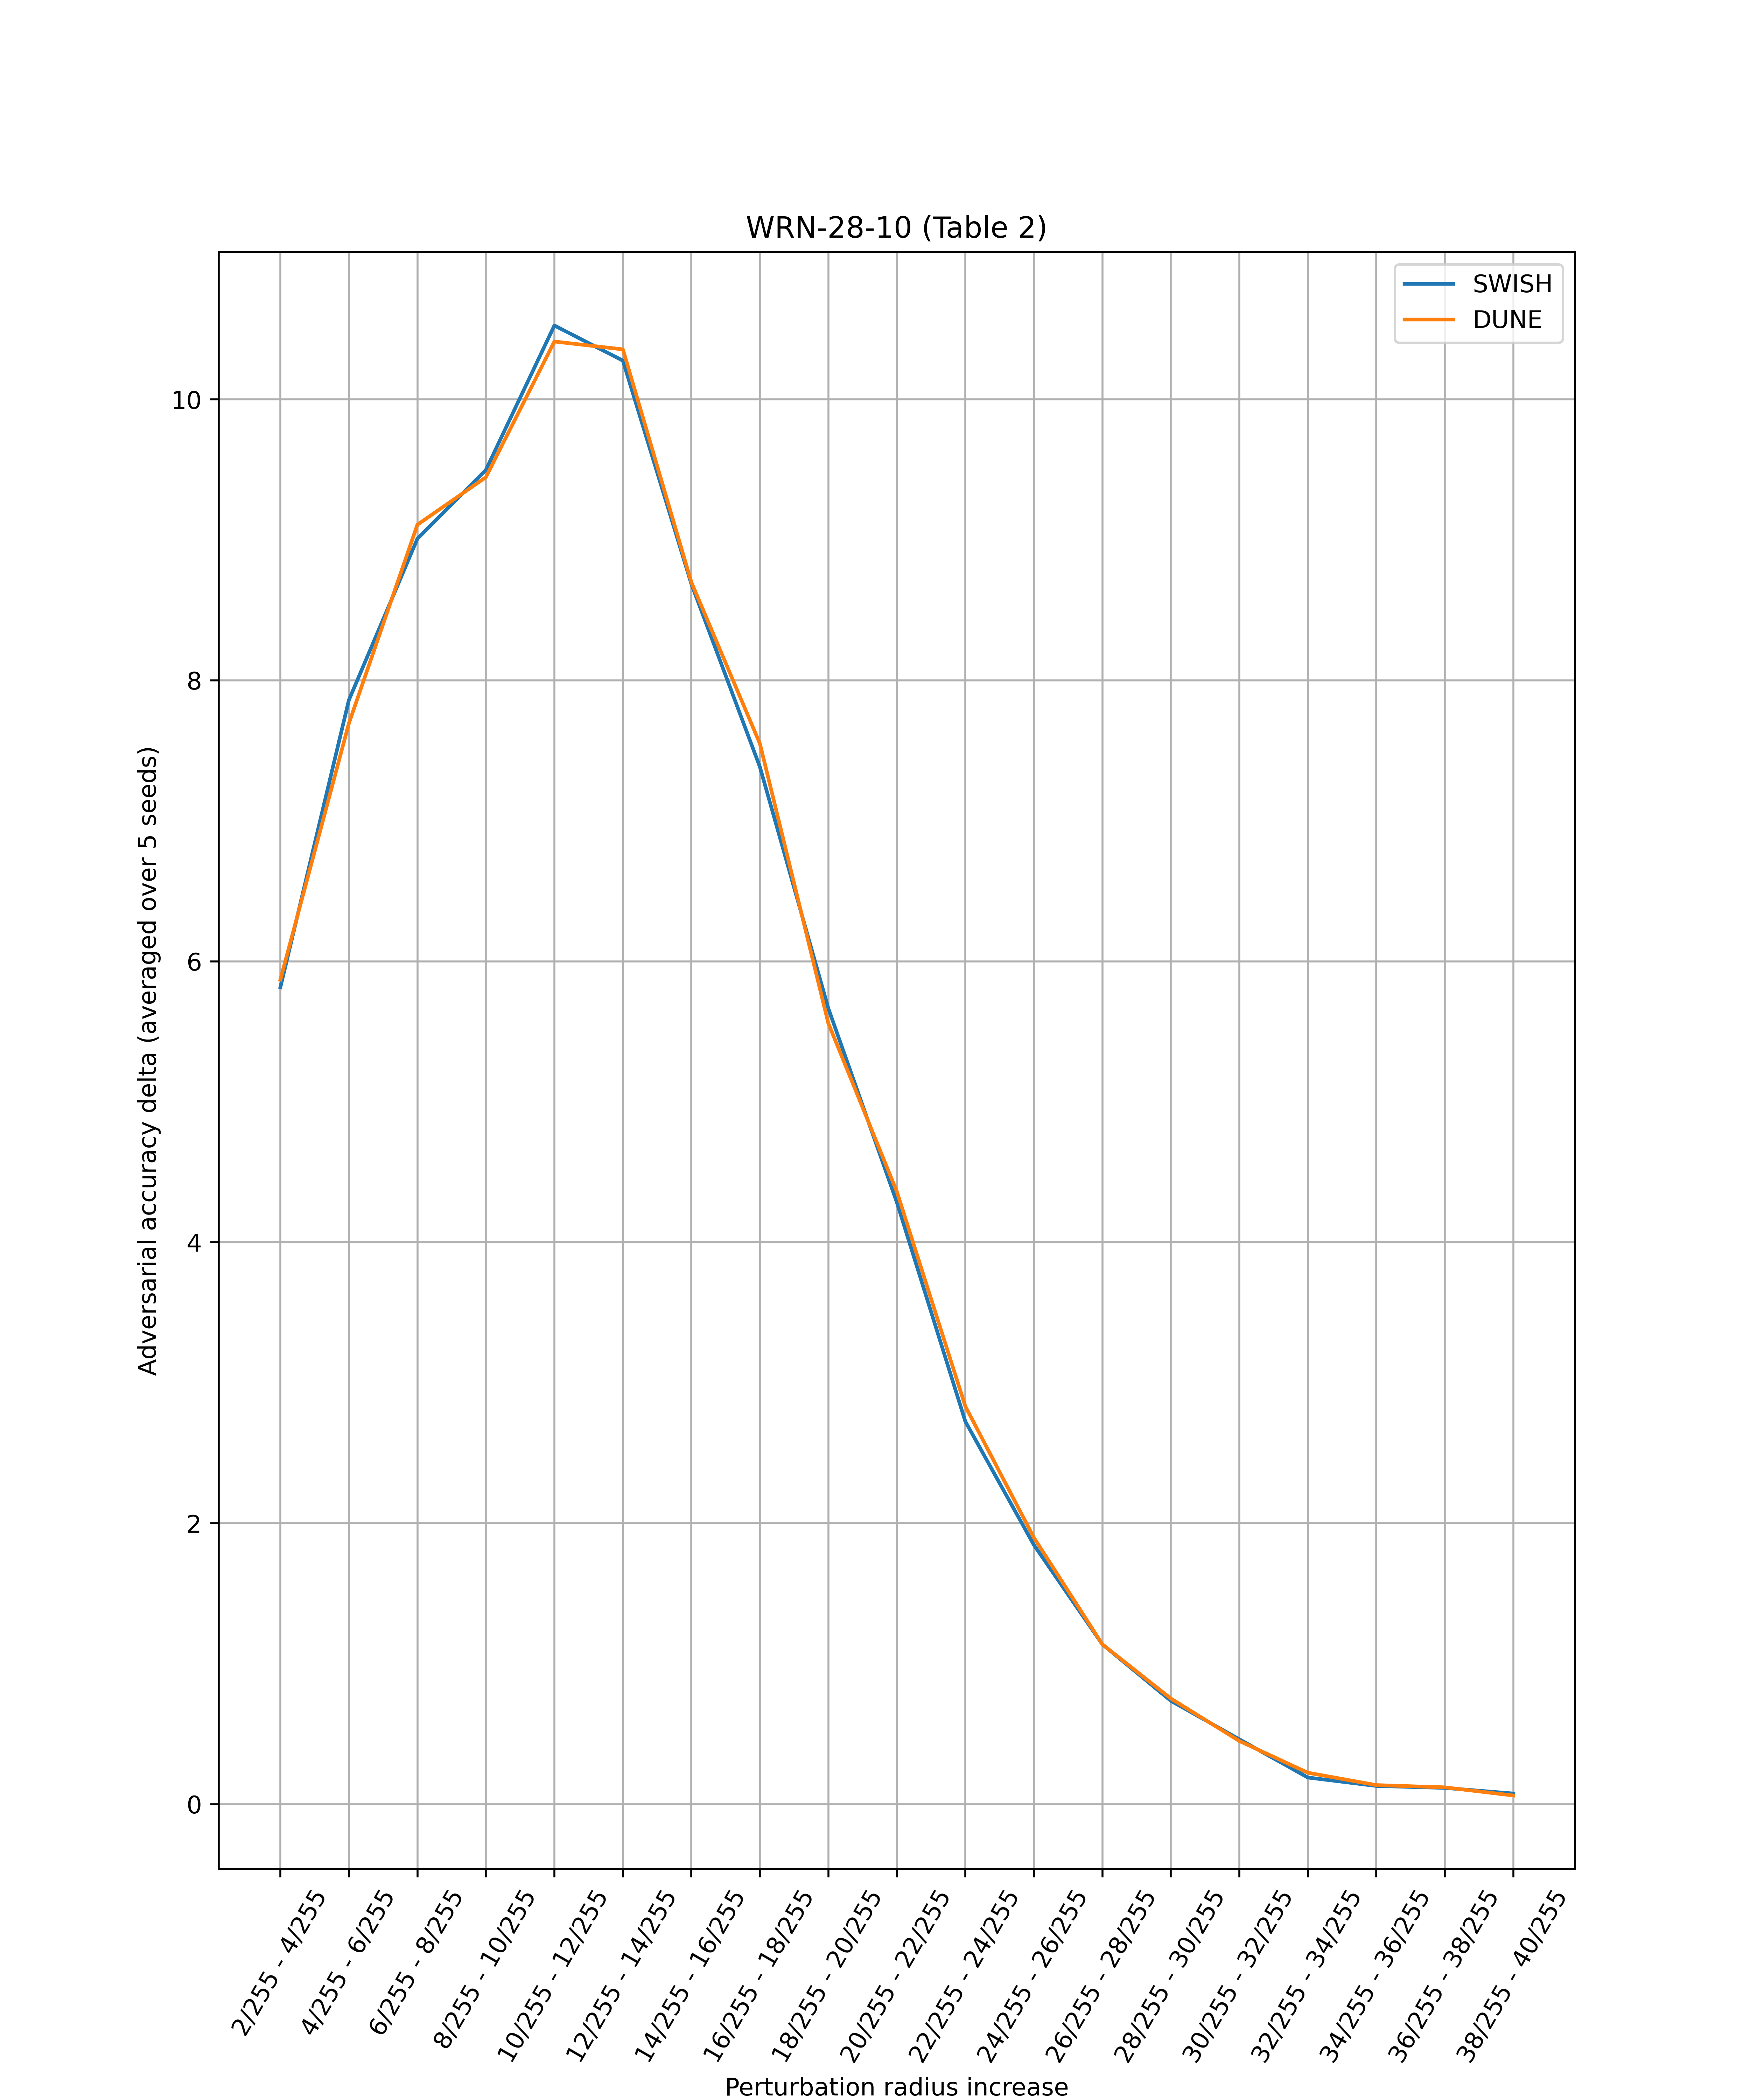 WRN-28-10 (Table 2)
SWISH
DUNE
Adversarial accuracy delta (averaged over 5 seeds)
10
8
6
4
2
0
2/255 - 4/255
4/255 - 6/255
6/255 - 8/255
8/255 - 10/255
10/255 - 12/255
12/255 - 14/255
14/255 - 16/255
16/255 - 18/255
18/255 - 20/255
20/255 - 22/255
22/255 - 24/255
24/255 - 26/255
26/255 - 28/255
28/255 - 30/255
30/255 - 32/255
32/255 - 34/255
34/255 - 36/255
36/255 - 38/255
38/255 - 40/255
Perturbation radius increase